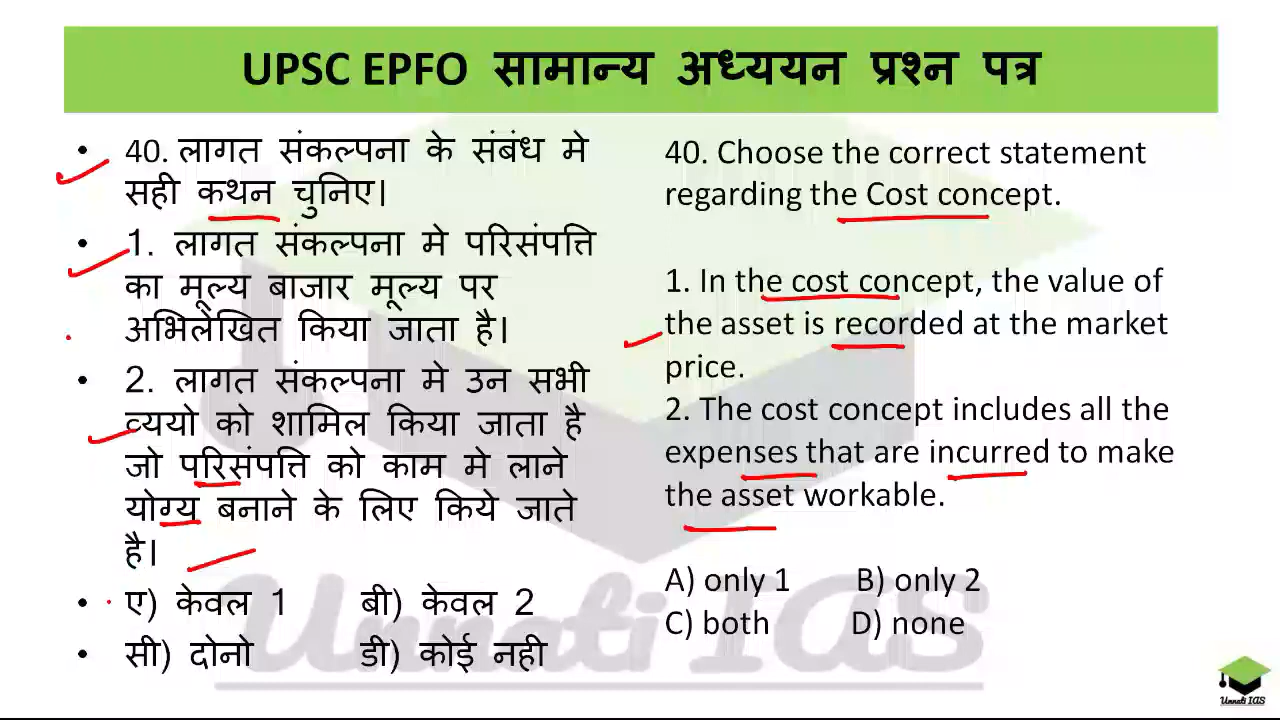 UPSC EPFO सामान्य अध्ययन प्रश्न पत्र
• 40. लागत संकल्पना के संबंध मे
सही कथन चुनिए।
• 1. लागत संकल्पना मे परिसंपत्ति
का मूल्य बाजार मूल्य पर
अभिलेखित किया जाता है।
• 2. लागत संकल्पना मे उन सभी
व्ययो को शामिल किया जाता है
जो परिसंपत्ति को काम मे लाने
योग्य बनाने के लिए किये जाते
है।
• ए) केवल 1 बी) केवल 2
• सी) दोनो डी) कोई नही
40. Choose the correct statement
regarding the Cost concept.
1. In the cost concept, the value of
the asset is recorded at the market
price.
2. The cost concept includes all the
expenses that are incurred to make
the asset workable.
A) only 1 B) only 2
C) both D) none
Unnati IAS
Unnati IAS